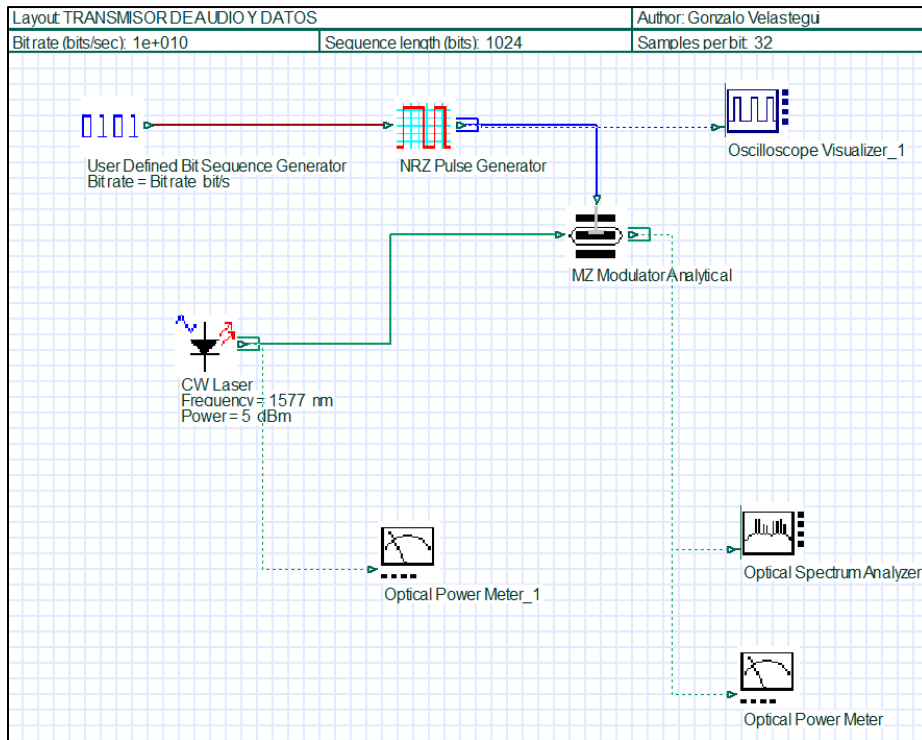 Layout: TRANSMISOR DE AUDIO Y DATOS
Author: Gonzalo Velastegui
Bit rate (bits/sec): 1e+010
Sequence length (bits): 1024
Samples per bit: 32
User Defined Bit Sequence Generator
Bit rate = Bit rate bit/s
NRZ Pulse Generator
Oscilloscope Visualizer_1
MZ Modulator Analytical
CW Laser
Frequency = 1577 nm
Power = 5 dBm
Optical Power Meter_1
Optical Spectrum Analyzer
Optical Power Meter